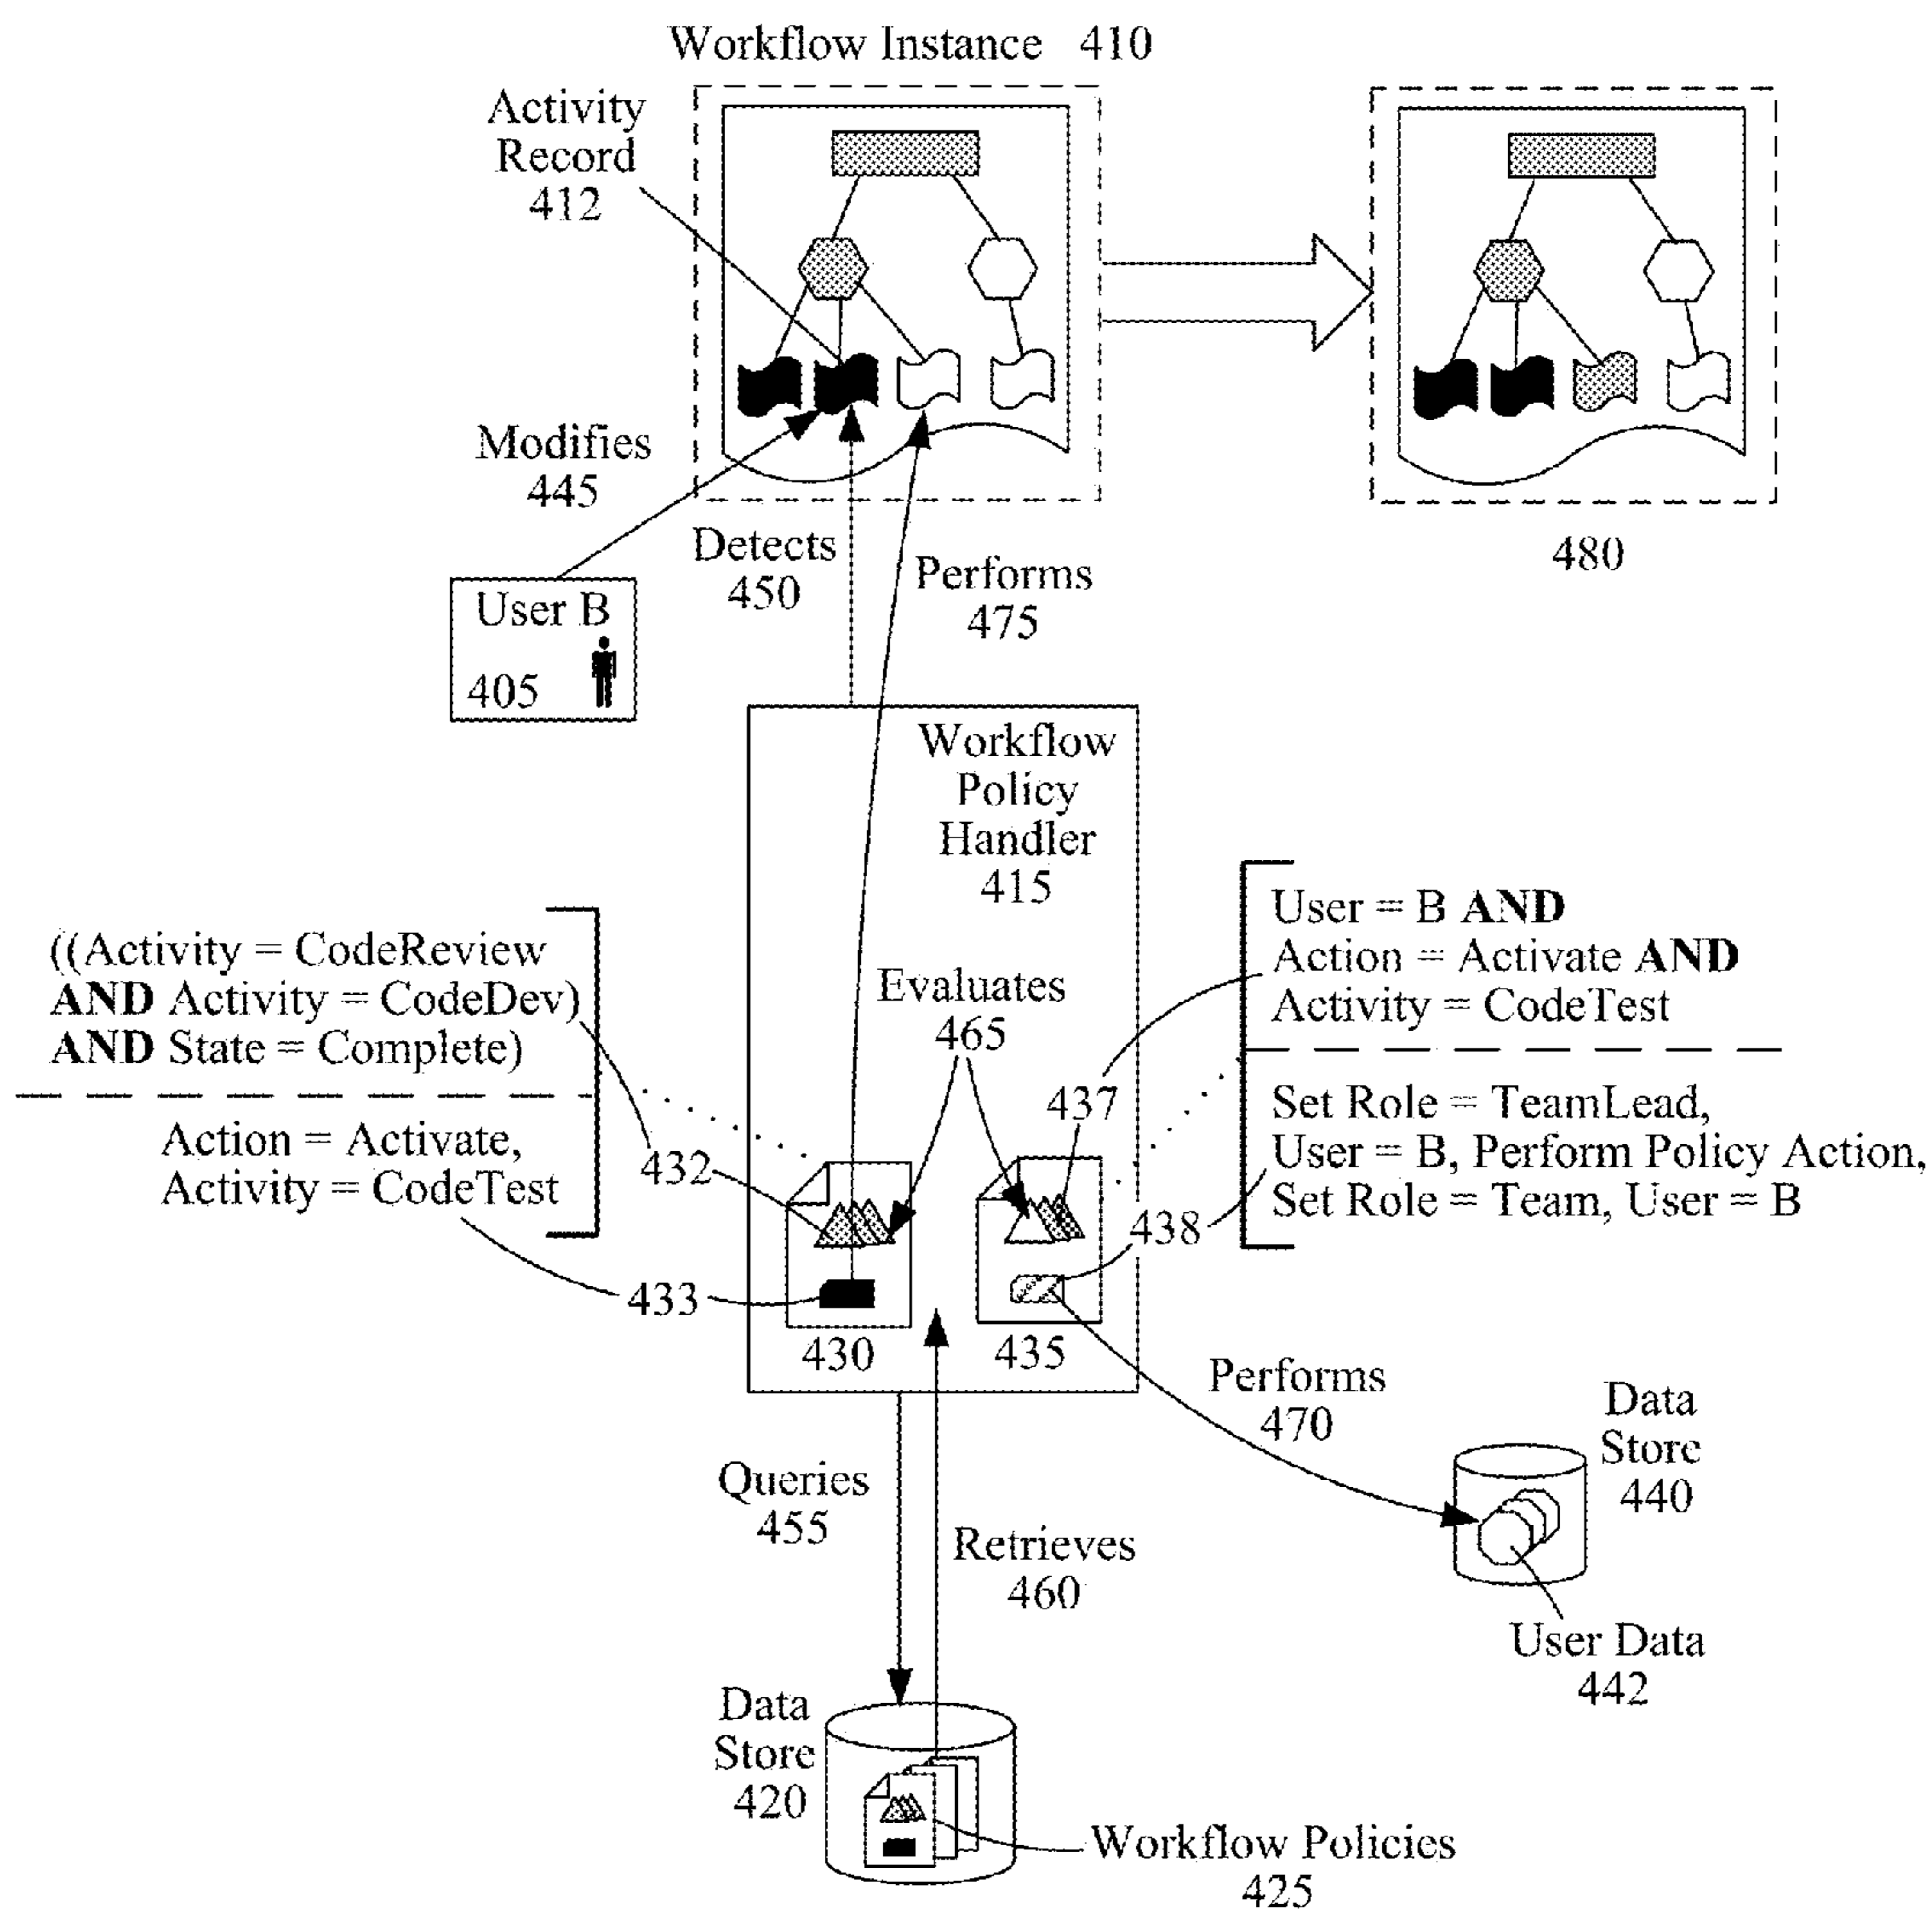 Workflow Instance 410
Activity
Record
412
Modifies
445
Detects
450
Performs
475
480
User B
405
Workflow
Policy
Handler
415
((Activity = CodeReview
AND Activity = CodeDev)
AND State = Complete)
Action = Activate,
Activity = CodeTest
Evaluates
465
User = B AND
Action = Activate AND
Activity = CodeTest
Set Role = TeamLead,
User = B, Perform Policy Action,
Set Role = Team, User = B
437
432
438
433
430
435
Performs
470
Data
Store
440
User Data
442
Queries
455
Retrieves
460
Data
Store
420
Workflow Policies
425